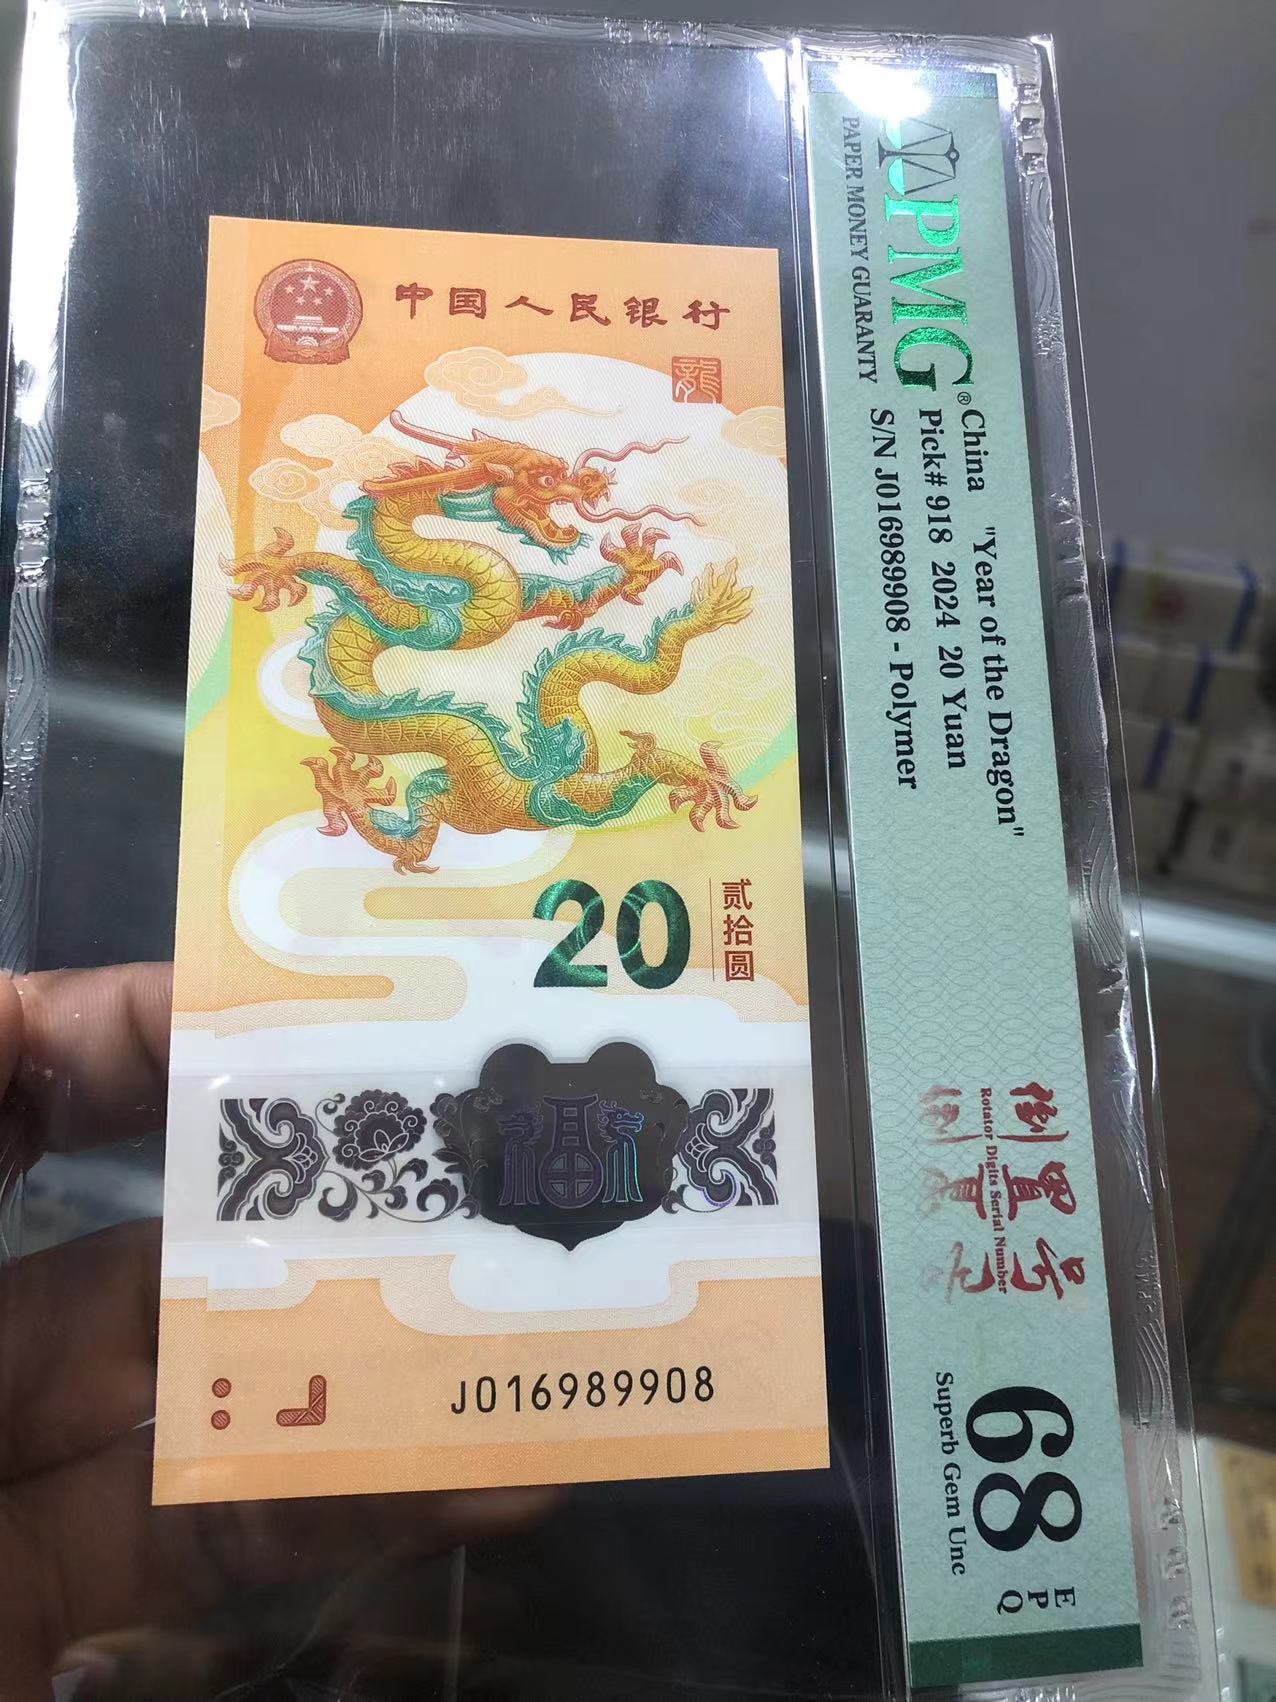 中国人民银行
龍
20
贰拾圆
福
J016989908
PMG®
PAPER MONEY GUARANTY
China "Year of the Dragon"
Pick# 918 2024 20 Yuan
S/N J016989908 - Polymer
倒置号
Rotator Digits Serial Number
68
E
P
Q
Superb Gem Unc